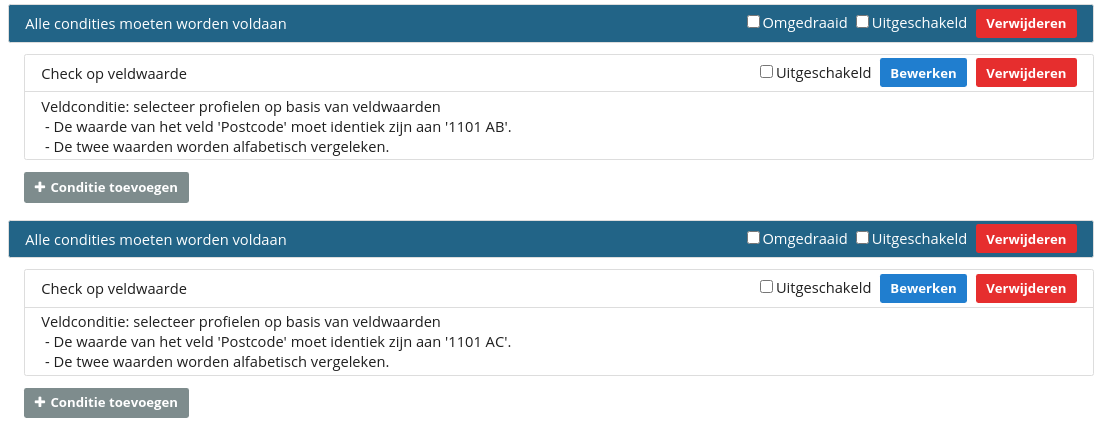 Alle condities moeten worden voldaan Omgedraaid Uitgeschakeld Verwijderen
Check op veldwaarde Uitgeschakeld Bewerken Verwijderen
Veldconditie: selecteer profielen op basis van veldwaarden
- De waarde van het veld 'Postcode' moet identiek zijn aan '1101 AB'.
- De twee waarden worden alfabetisch vergeleken.
+ Conditie toevoegen
Alle condities moeten worden voldaan Omgedraaid Uitgeschakeld Verwijderen
Check op veldwaarde Uitgeschakeld Bewerken Verwijderen
Veldconditie: selecteer profielen op basis van veldwaarden
- De waarde van het veld 'Postcode' moet identiek zijn aan '1101 AC'.
- De twee waarden worden alfabetisch vergeleken.
+ Conditie toevoegen